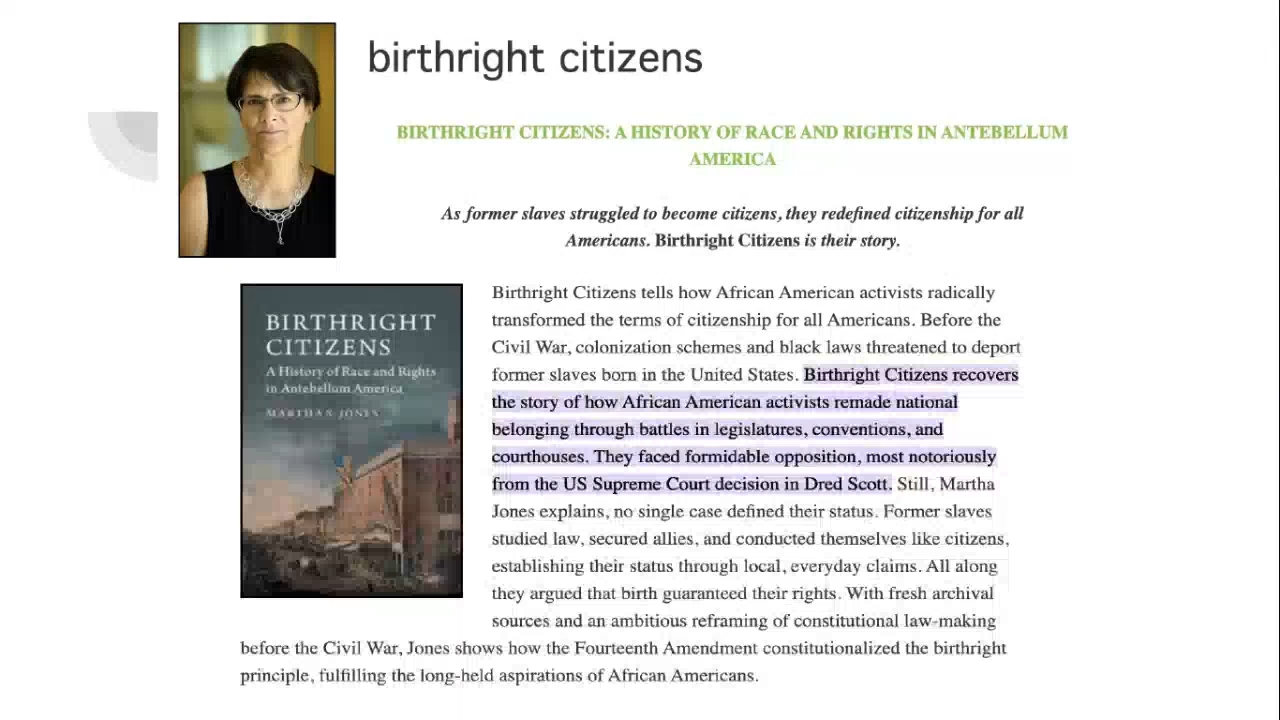 birthright citizens
BIRTHRIGHT CITIZENS: A HISTORY OF RACE AND RIGHTS IN ANTEBELLUM
AMERICA
As former slaves struggled to become citizens, they redefined citizenship for all
Americans. Birthright Citizens is their story.
BIRTHRIGHT
CITIZENS
A History of Race and Rights
in Antebellum America
MARTHA S. JONES
Birthright Citizens tells how African American activists radically
transformed the terms of citizenship for all Americans. Before the
Civil War, colonization schemes and black laws threatened to deport
former slaves born in the United States. Birthright Citizens recovers
the story of how African American activists remade national
belonging through battles in legislatures, conventions, and
courthouses. They faced formidable opposition, most notoriously
from the US Supreme Court decision in Dred Scott. Still, Martha
Jones explains, no single case defined their status. Former slaves
studied law, secured allies, and conducted themselves like citizens,
establishing their status through local, everyday claims. All along
they argued that birth guaranteed their rights. With fresh archival
sources and an ambitious reframing of constitutional law-making
before the Civil War, Jones shows how the Fourteenth Amendment constitutionalized the birthright
principle, fulfilling the long-held aspirations of African Americans.